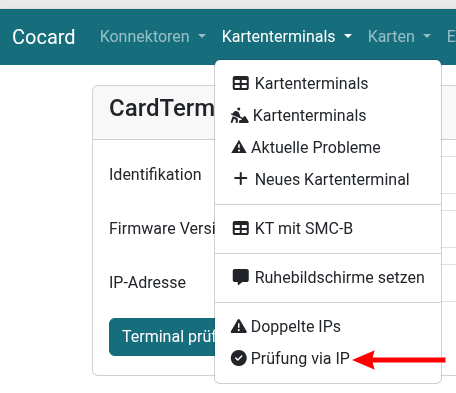 Cocard Konnektoren Kartenterminals Karten E
Kartenterminals
Kartenterminals
Aktuelle Probleme
Neues Kartenterminal
KT mit SMC-B
Ruhebildschirme setzen
Doppelte IPs
Prüfung via IP
CardTerm
Identifikation
Firmware Versi
IP-Adresse
Terminal prüf